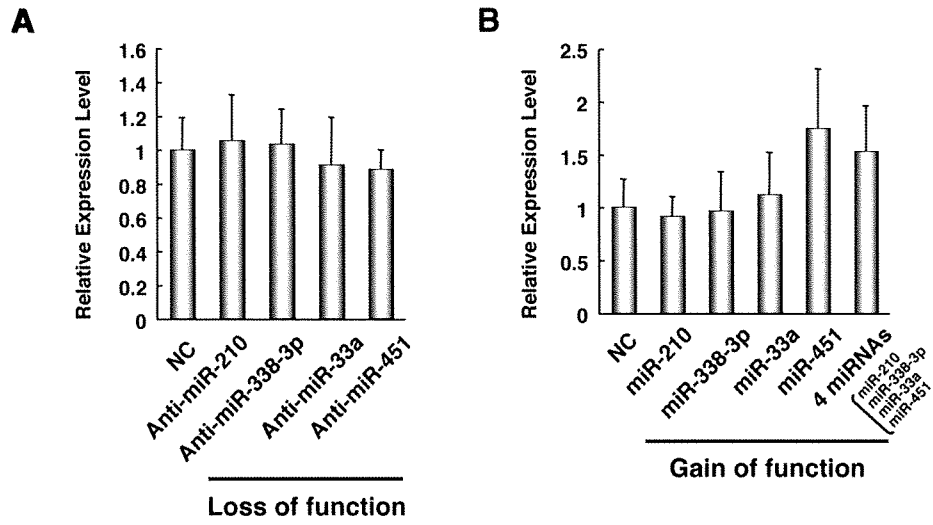 A
Relative Expression Level
1.6
1.4
1.2
1
0.8
0.6
0.4
0.2
0
NC
Anti-miR-210
Anti-miR-338-3p
Anti-miR-33a
Anti-miR-451
Loss of function
B
Relative Expression Level
2.5
2
1.5
1
0.5
0
NC
miR-210
miR-338-3p
miR-33a
miR-451
4 miRNAs
miR-210
miR-338-3p
miR-33a
miR-451
Gain of function